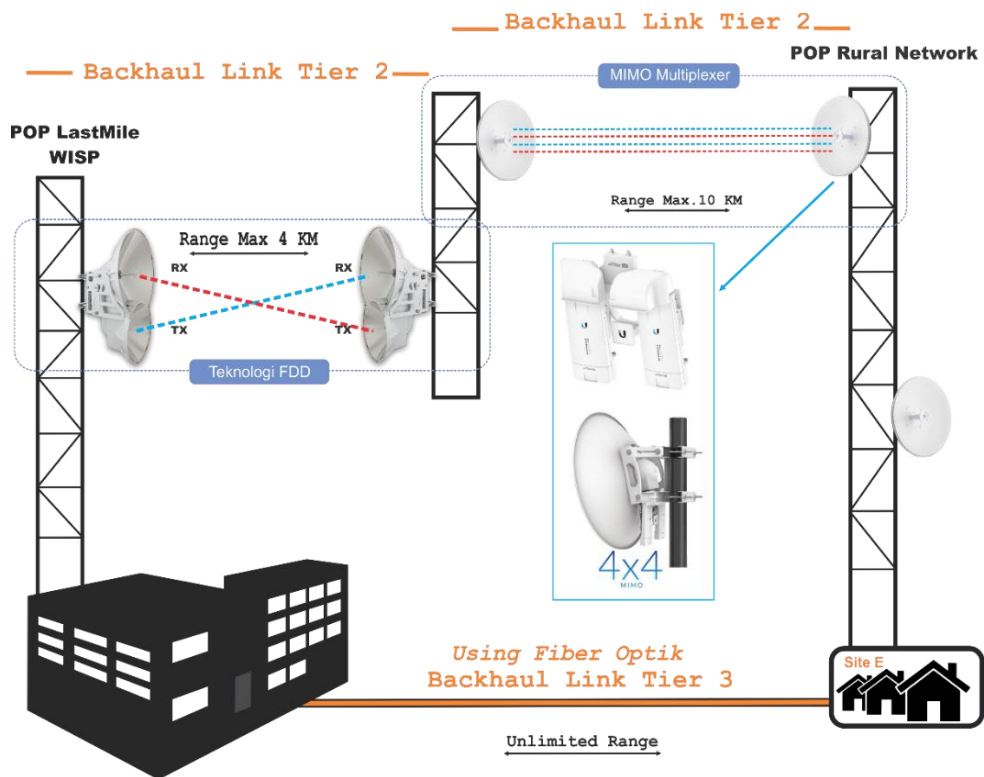 Backhaul Link Tier 2
POP Rural Network
Backhaul Link Tier 2
MIMO Multiplexer
POP LastMile
WISP
Range Max.10 KM
Range Max 4 KM
RX
RX
TX
TX
Teknologi FDD
4x4
MIMO
Using Fiber Optik
Backhaul Link Tier 3
Site E
Unlimited Range